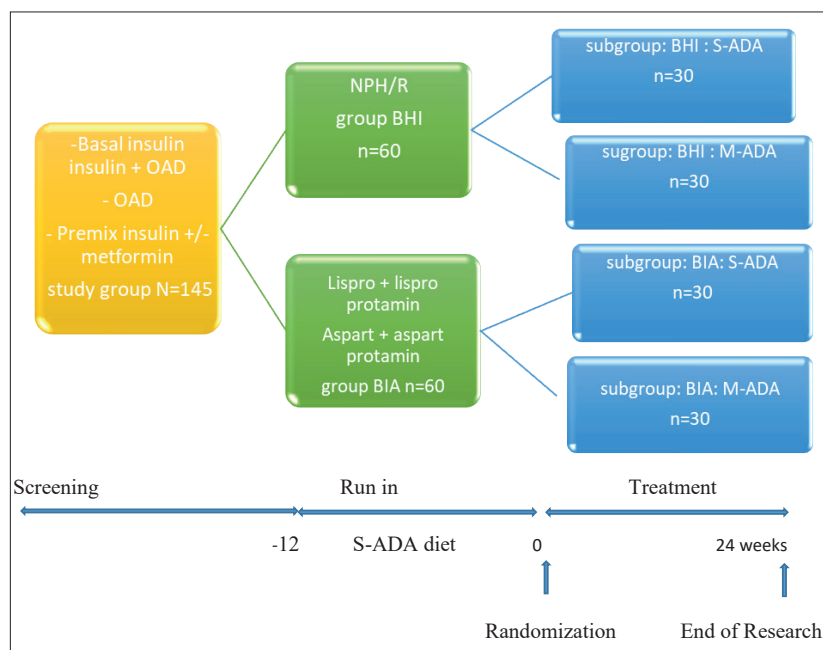 -Basal insulin
insulin + OAD
- OAD
- Premix insulin +/-
metformin
study group N=145
NPH/R
group BHI
n=60
Lispro + lispro
protamin
Aspart + aspart
protamin
group BIA n=60
subgroup: BHI : S-ADA
n=30
sugroup: BHI : M-ADA
n=30
subgroup: BIA: S-ADA
n=30
subgroup: BIA: M-ADA
n=30
Screening
Run in
Treatment
-12
S-ADA diet
0
24 weeks
Randomization
End of Research